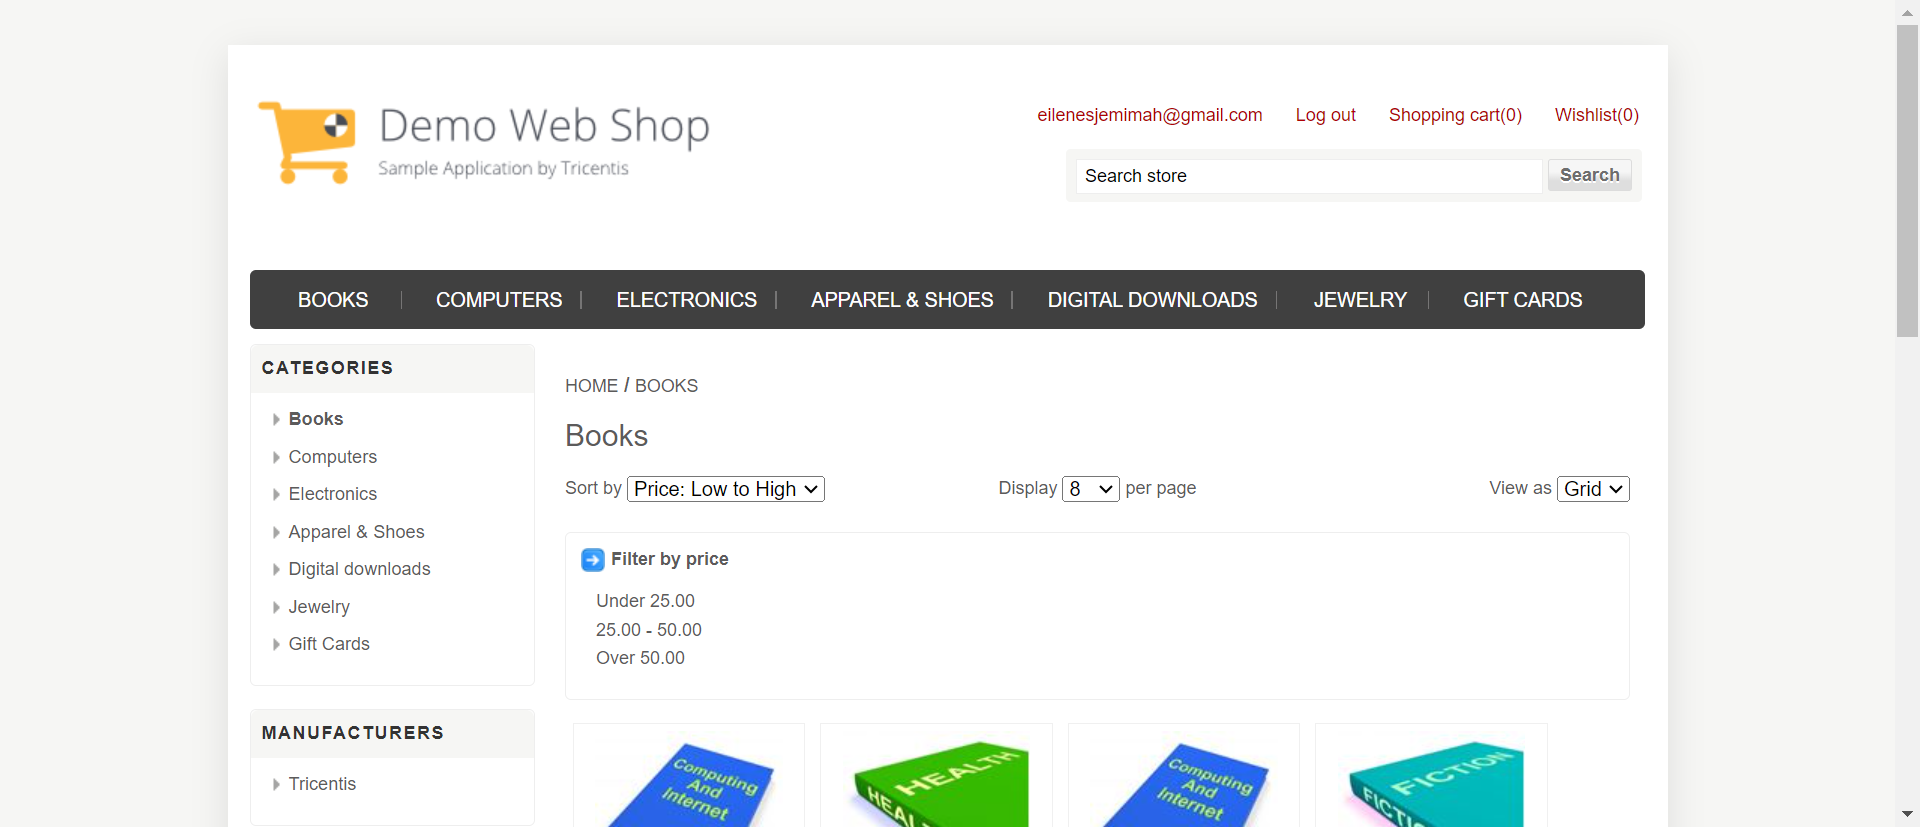 Demo Web Shop
Sample Application by Tricentis
eilenesjemimah@gmail.com Log out Shopping cart(0) Wishlist(0)
Search store Search
BOOKS COMPUTERS ELECTRONICS APPAREL & SHOES DIGITAL DOWNLOADS JEWELRY GIFT CARDS
CATEGORIES
Books
Computers
Electronics
Apparel & Shoes
Digital downloads
Jewelry
Gift Cards
MANUFACTURERS
Tricentis
HOME / BOOKS
Books
Sort by Price: Low to High Display 8 per page View as Grid
Filter by price
Under 25.00
25.00 - 50.00
Over 50.00
Computing
And
Internet
HEALTH
HEAL
Computing
And
Internet
FICTION
FICTI